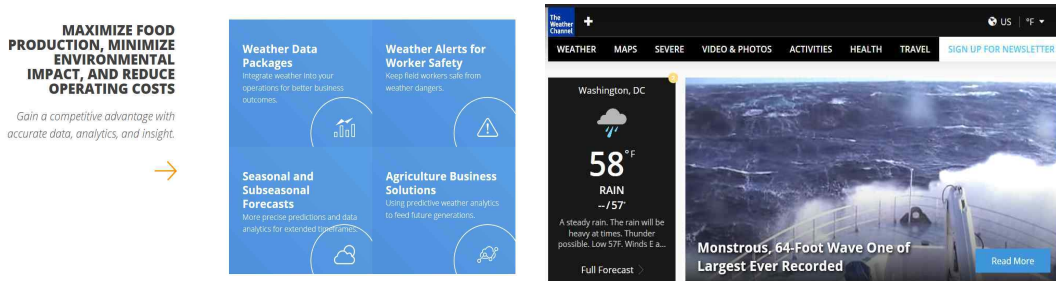 MAXIMIZE FOOD
PRODUCTION, MINIMIZE
ENVIRONMENTAL
IMPACT, AND REDUCE
OPERATING COSTS
Gain a competitive advantage with
accurate data, analytics, and insight.
Weather Data
Packages
Integrate weather into your
operations for better business
outcomes.
Weather Alerts for
Worker Safety
Keep field workers safe from
weather dangers.
Seasonal and
Subseasonal
Forecasts
More precise predictions and data
analytics for extended timeframes.
Agriculture Business
Solutions
Using predictive weather analytics
to feed future generations.
The
Weather
Channel
US °F
WEATHER MAPS SEVERE VIDEO & PHOTOS ACTIVITIES HEALTH TRAVEL SIGN UP FOR NEWSLETTER
Washington, DC
58°F
RAIN
--/57°
A steady rain. The rain will be
heavy at times. Thunder
possible. Low 57F. Winds E a...
Full Forecast
Monstrous, 64-Foot Wave One of
Largest Ever Recorded
Read More